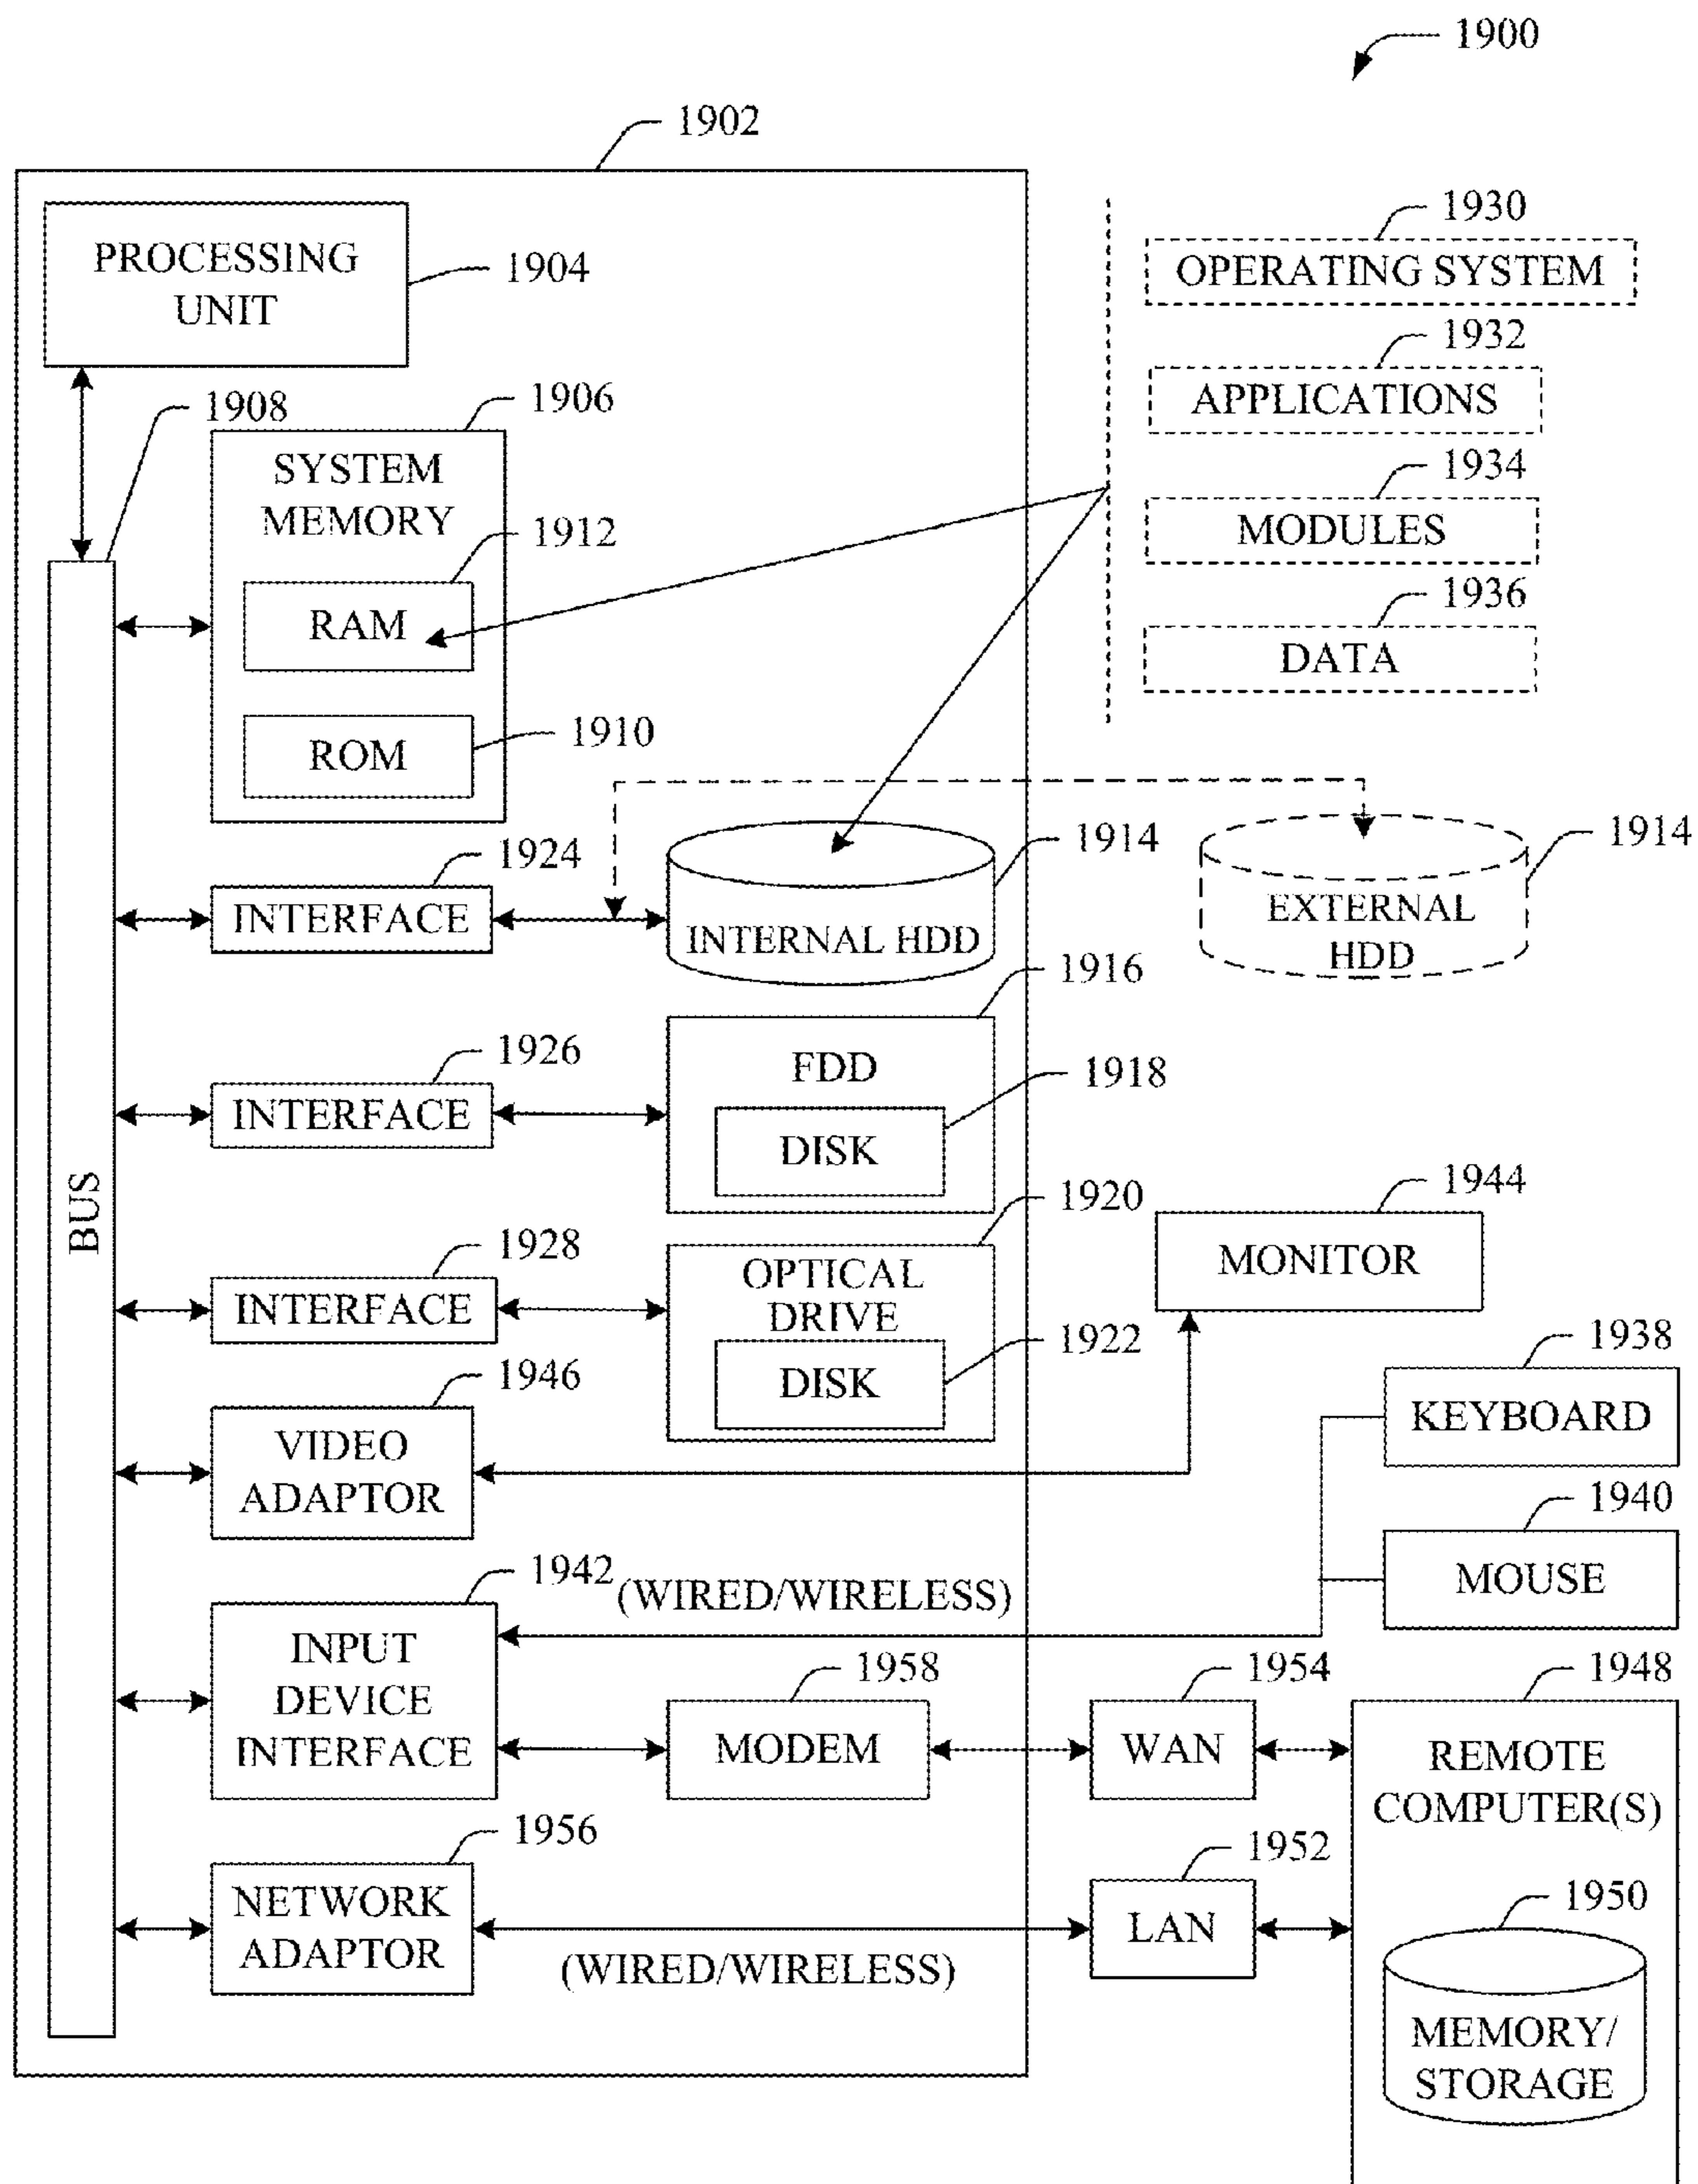 1900
1902
PROCESSING
UNIT
1904
1930
OPERATING SYSTEM
1932
APPLICATIONS
1934
MODULES
1936
DATA
1908
1906
SYSTEM
MEMORY
1912
RAM
1910
ROM
1924
INTERFACE
1914
INTERNAL HDD
1914
EXTERNAL
HDD
1926
INTERFACE
1916
FDD
1918
DISK
BUS
1928
INTERFACE
1920
OPTICAL
DRIVE
1922
DISK
1944
MONITOR
1946
VIDEO
ADAPTOR
1938
KEYBOARD
1940
MOUSE
1942
(WIRED/WIRELESS)
INPUT
DEVICE
INTERFACE
1958
MODEM
1954
WAN
1948
REMOTE
COMPUTER(S)
1956
NETWORK
ADAPTOR
(WIRED/WIRELESS)
1952
LAN
1950
MEMORY/
STORAGE